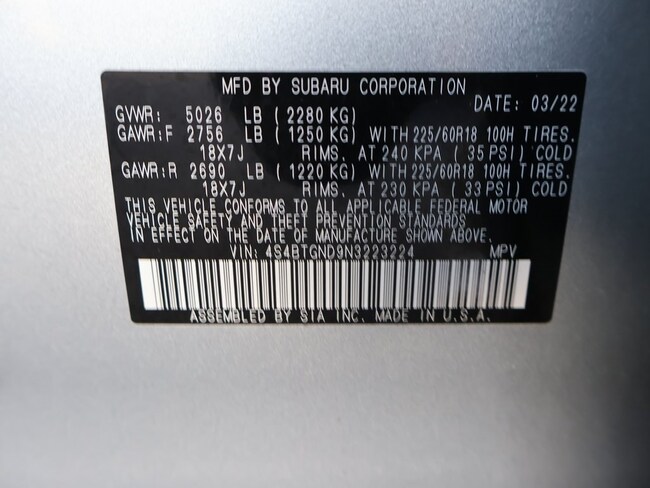 MFD BY SUBARU CORPORATION
DATE: 03/22
GVWR: 5026 LB (2280 KG)
GAWR:F 2756 LB (1250 KG) WITH 225/60R18 100H TIRES.
18X7J RIMS. AT 240 KPA ( 35 PSI) COLD
GAWR:R 2690 LB (1220 KG) WITH 225/60R18 100H TIRES.
18X7J RIMS. AT 230 KPA ( 33 PSI) COLD
THIS VEHICLE CONFORMS TO ALL APPLICABLE FEDERAL MOTOR
VEHICLE SAFETY AND THEFT PREVENTION STANDARDS
IN EFFECT ON THE DATE OF MANUFACTURE SHOWN ABOVE.
VIN: 4S4BTGND9N3223224 MPV
ASSEMBLED BY SIA INC. MADE IN U.S.A.